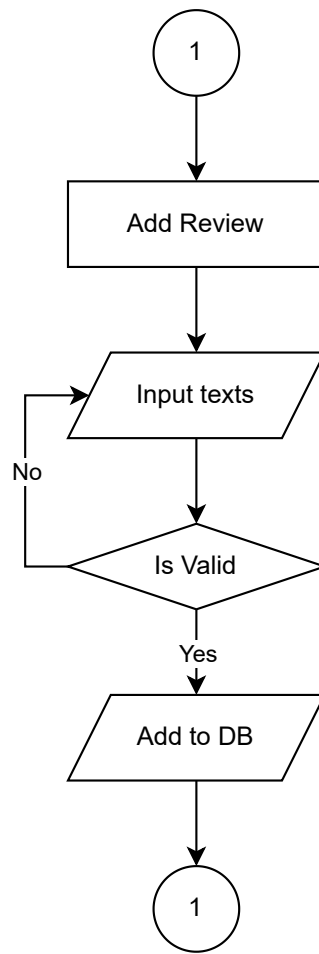 1
Add Review
Input texts
No
Is Valid
Yes
Add to DB
1